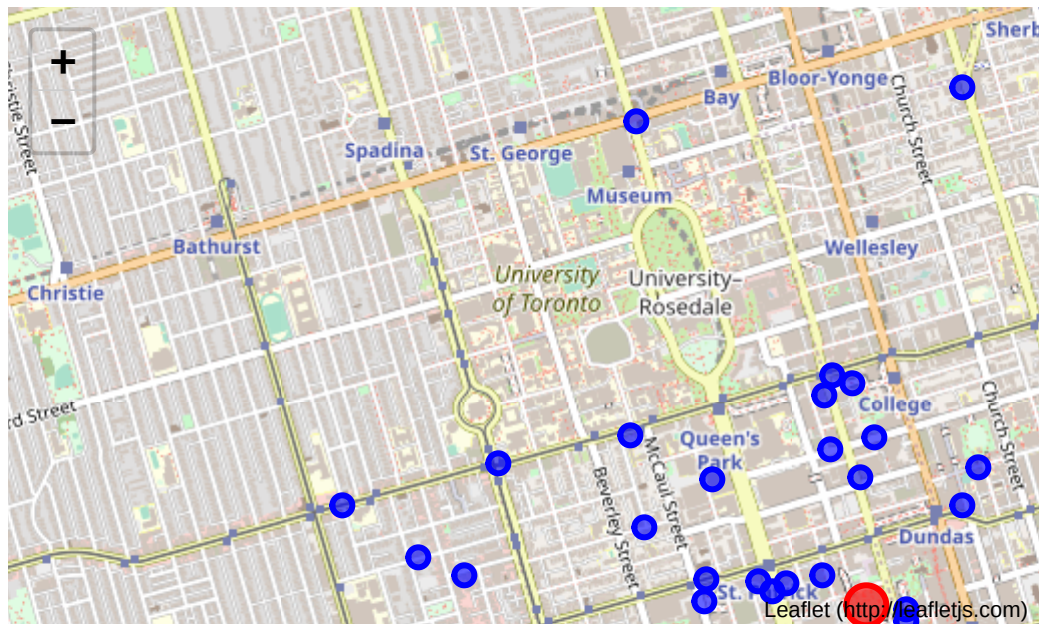 +
−
Sherb
Bloor-Yonge
Bay
Church Street
Christie Street
Spadina
St. George
Museum
Bathurst
Wellesley
University
of Toronto
University–
Rosedale
Christie
College
rd Street
Church Street
Queen's
Park
McCaul Street
Beverley Street
Dundas
St.
Leaflet (http://leafletjs.com)